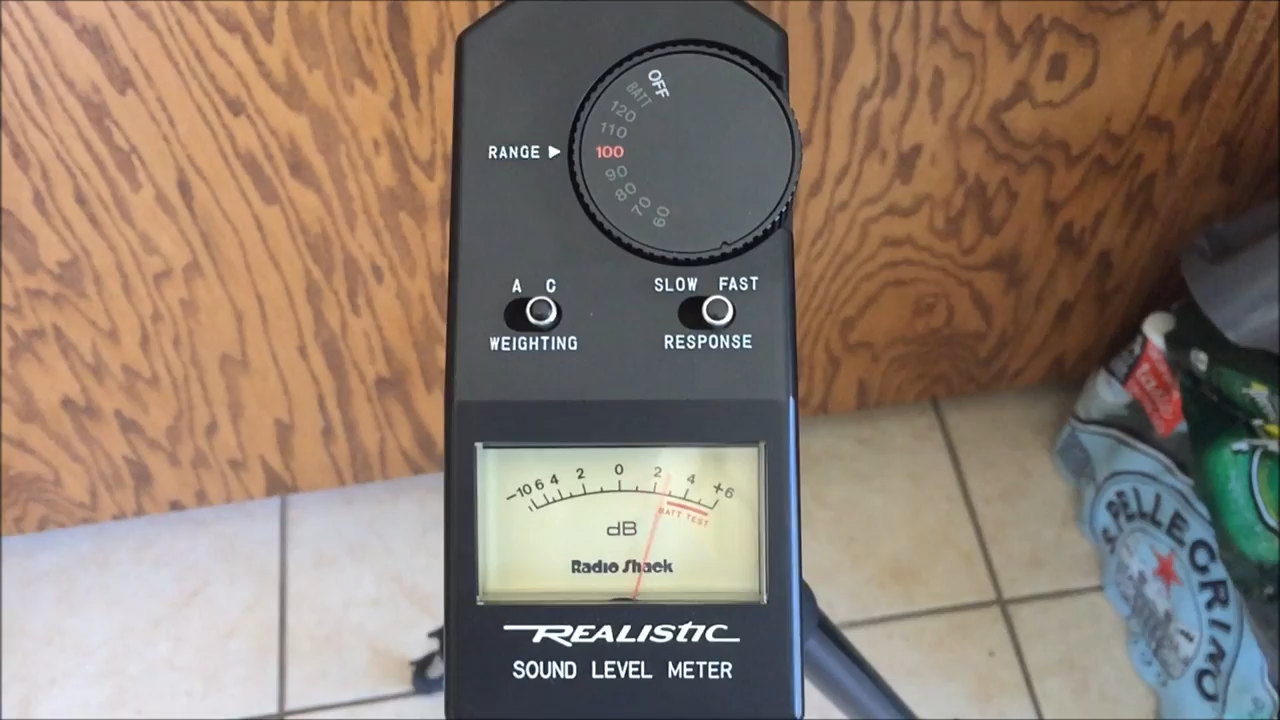 OFF
BATT
120
110
RANGE ▶ 100
90
80
70
60
A C
SLOW FAST
WEIGHTING
RESPONSE
-10 6 4 2 0 2 4 +6
BATT TEST
dB
Radio Shack
REALISTIC
SOUND LEVEL METER
S.PELLEGRINO